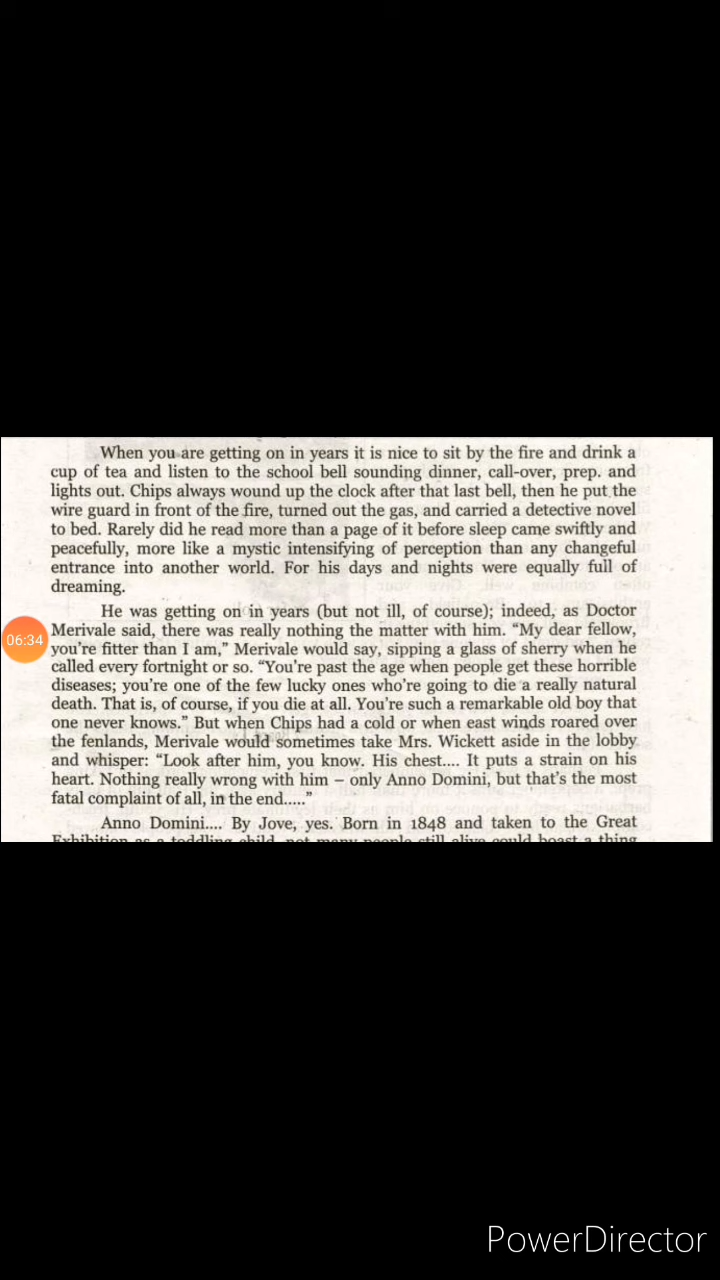 When you are getting on in years it is nice to sit by the fire and drink a
cup of tea and listen to the school bell sounding dinner, call-over, prep. and
lights out. Chips always wound up the clock after that last bell, then he put the
wire guard in front of the fire, turned out the gas, and carried a detective novel
to bed. Rarely did he read more than a page of it before sleep came swiftly and
peacefully, more like a mystic intensifying of perception than any changeful
entrance into another world. For his days and nights were equally full of
dreaming.
He was getting on in years (but not ill, of course); indeed, as Doctor
Merivale said, there was really nothing the matter with him. “My dear fellow,
06:34
you’re fitter than I am,” Merivale would say, sipping a glass of sherry when he
called every fortnight or so. “You’re past the age when people get these horrible
diseases; you’re one of the few lucky ones who’re going to die a really natural
death. That is, of course, if you die at all. You’re such a remarkable old boy that
one never knows.” But when Chips had a cold or when east winds roared over
the fenlands, Merivale would sometimes take Mrs. Wickett aside in the lobby
and whisper: “Look after him, you know. His chest.... It puts a strain on his
heart. Nothing really wrong with him – only Anno Domini, but that’s the most
fatal complaint of all, in the end.....”
Anno Domini.... By Jove, yes. Born in 1848 and taken to the Great
Exhibition as a toddling child, not many people still alive could boast a thing
PowerDirector